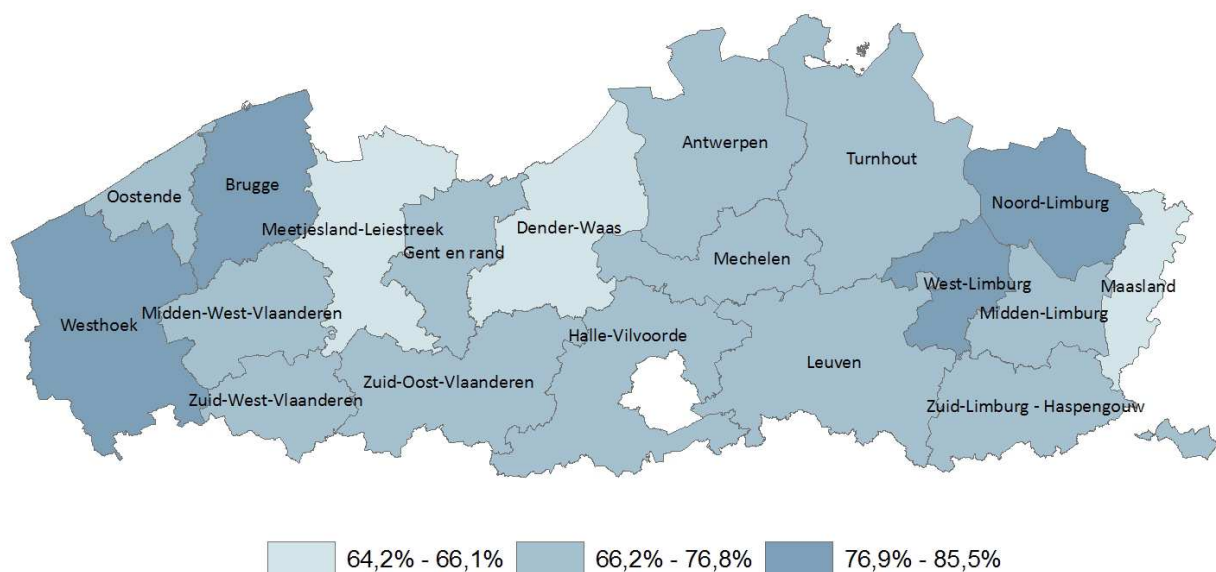 Antwerpen
Turnhout
Oostende
Brugge
Noord-Limburg
Meetjesland-Leiestreek
Dender-Waas
Gent en rand
Mechelen
West-Limburg
Maasland
Westhoek
Midden-West-Vlaanderen
Midden-Limburg
Halle-Vilvoorde
Leuven
Zuid-Oost-Vlaanderen
Zuid-West-Vlaanderen
Zuid-Limburg - Haspengouw
64,2% - 66,1%
66,2% - 76,8%
76,9% - 85,5%